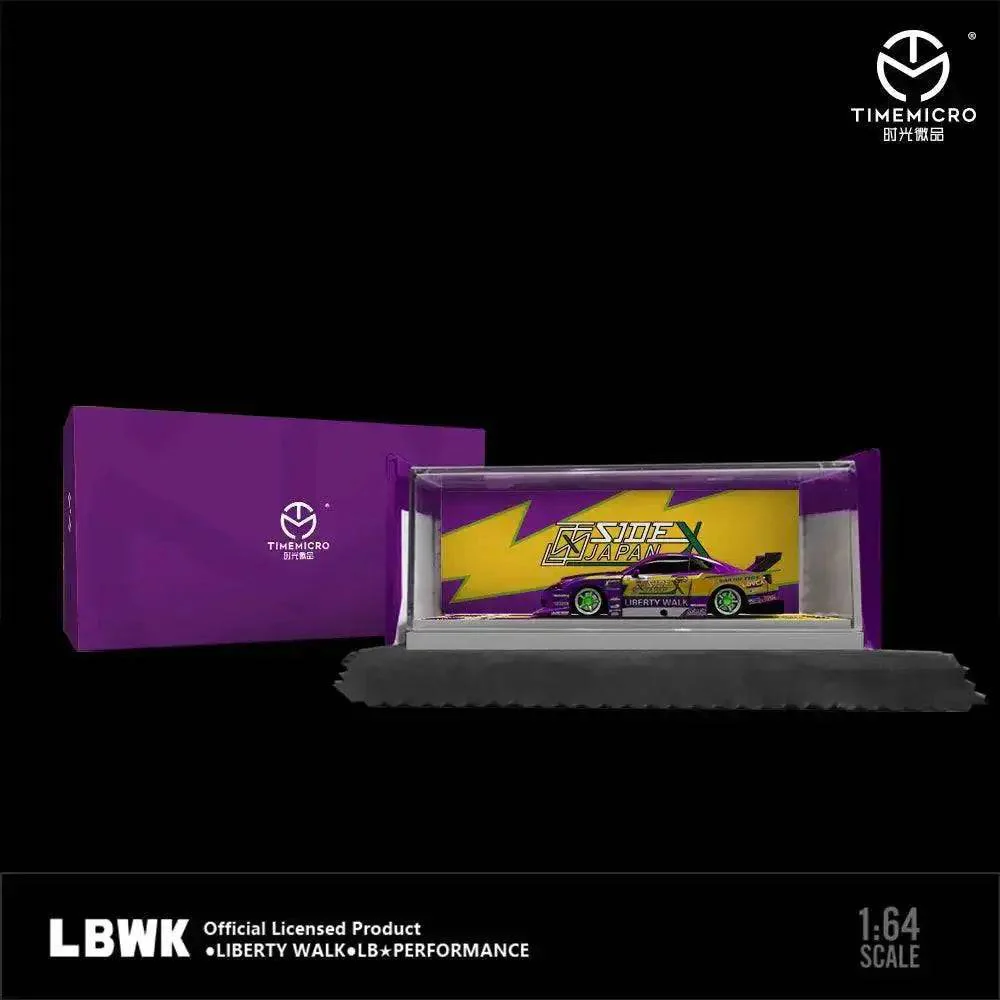 ®
TIMEMICRO
时光微品
SIDE X
JAPAN
LIBERTY WALK
®
TIMEMICRO
时光微品
LBWK
Official Licensed Product
•LIBERTY WALK•LB★PERFORMANCE
1:64
SCALE